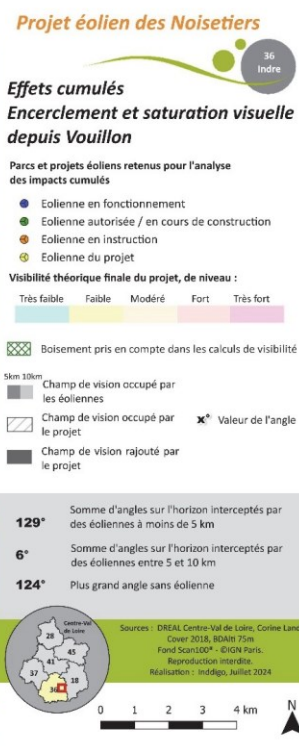 Projet éolien des Noisetiers
36
Indre
Effets cumulés
Encerclement et saturation visuelle
depuis Vouillon
Parcs et projets éoliens retenus pour l'analyse
des impacts cumulés
Eolienne en fonctionnement
Eolienne autorisée / en cours de construction
Eolienne en instruction
Eolienne du projet
Visibilité théorique finale du projet, de niveau :
Très faible Faible Modéré Fort Très fort
Boisement pris en compte dans les calculs de visibilité
5km 10km
Champ de vision occupé par
les éoliennes
Champ de vision occupé par
le projet
x° Valeur de l'angle
Champ de vision rajouté par
le projet
129° Somme d'angles sur l'horizon interceptés par
des éoliennes à moins de 5 km
6° Somme d'angles sur l'horizon interceptés par
des éoliennes entre 5 et 10 km
124° Plus grand angle sans éolienne
Centre-Val
de Loire
28
45
41
37
18
36
Sources : DREAL Centre-Val de Loire, Corine Land
Cover 2018, BDAlti 75m
Fond Scan100® - ©IGN Paris.
Reproduction interdite.
Réalisation : Inddigo, Juillet 2024
0 1 2 3 4 km
N